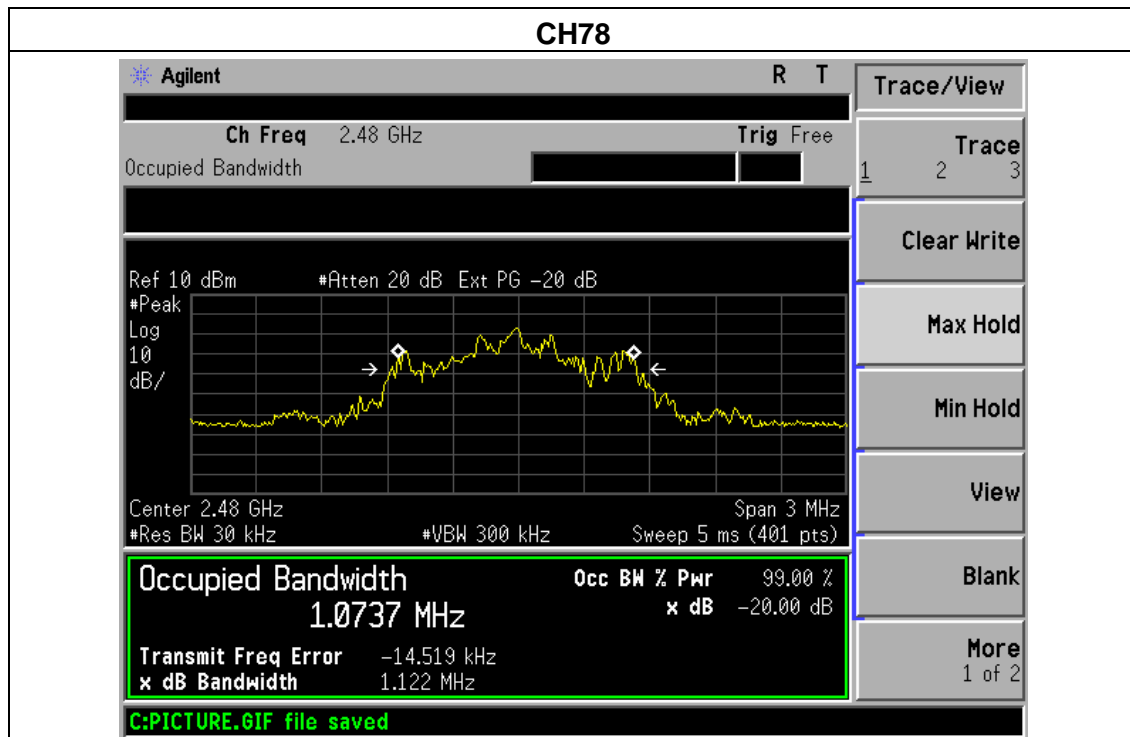 CH78
Agilent R T Trace/View
Ch Freq 2.48 GHz Trig Free
Occupied Bandwidth
Trace
1 2 3
Clear Write
Max Hold
Min Hold
View
Blank
More
1 of 2
Ref 10 dBm #Atten 20 dB Ext PG -20 dB
#Peak
Log
10
dB/
Center 2.48 GHz Span 3 MHz
#Res BW 30 kHz #VBW 300 kHz Sweep 5 ms (401 pts)
Occupied Bandwidth Occ BW % Pwr 99.00 %
1.0737 MHz x dB -20.00 dB
Transmit Freq Error -14.519 kHz
x dB Bandwidth 1.122 MHz
C:PICTURE.GIF file saved